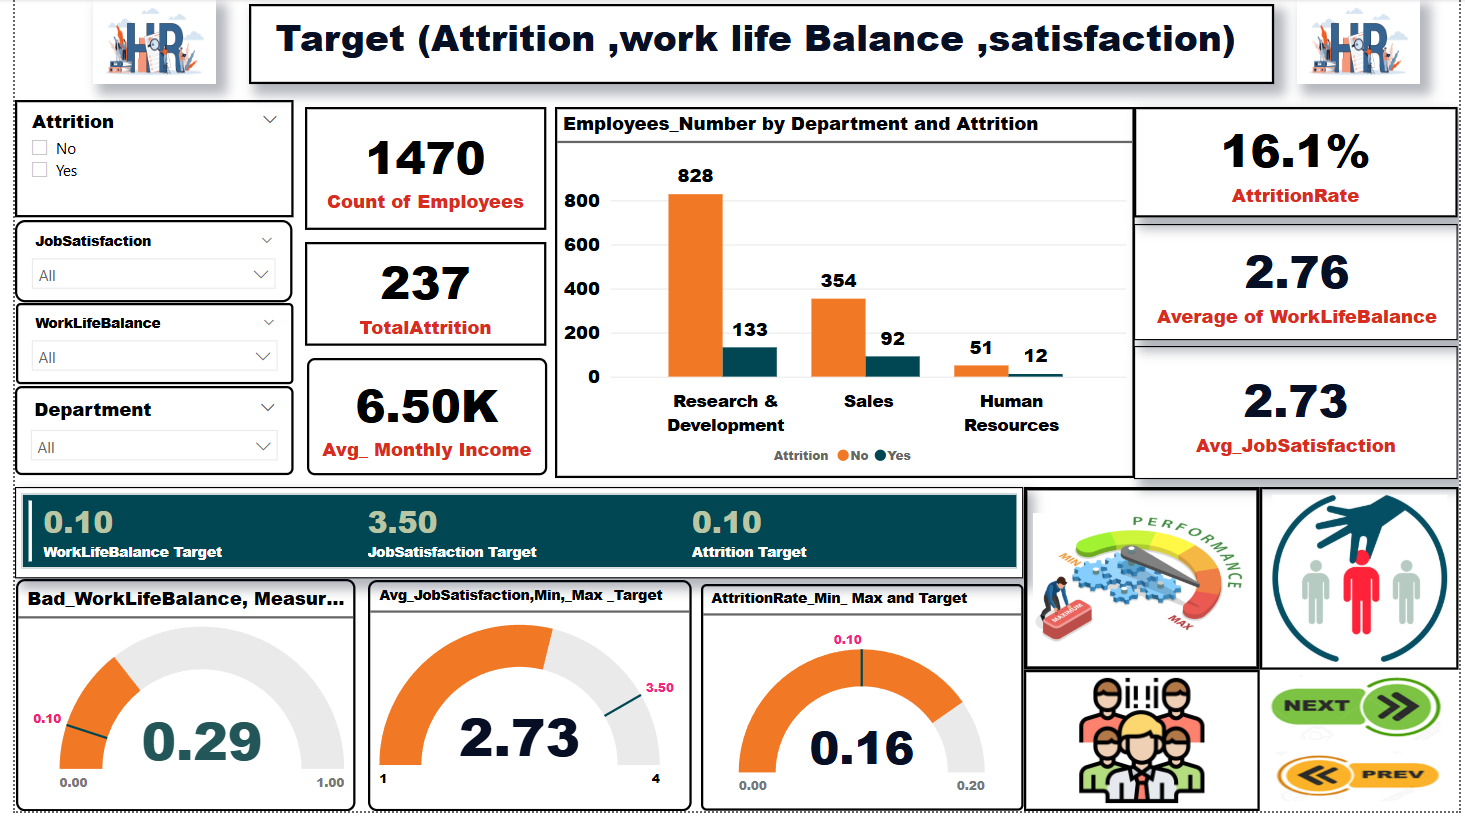 HR
Target (Attrition ,work life Balance ,satisfaction)
HR
Attrition
No
Yes
JobSatisfaction
All
WorkLifeBalance
All
Department
All
1470
Count of Employees
237
TotalAttrition
6.50K
Avg_ Monthly Income
Employees_Number by Department and Attrition
800
600
400
200
0
828
133
354
92
51
12
Research &
Development
Sales
Human
Resources
Attrition No Yes
16.1%
AttritionRate
2.76
Average of WorkLifeBalance
2.73
Avg_JobSatisfaction
0.10
WorkLifeBalance Target
3.50
JobSatisfaction Target
0.10
Attrition Target
Bad_WorkLifeBalance, Measur...
0.10
0.29
0.00
1.00
Avg_JobSatisfaction,Min,_Max _Target
3.50
2.73
1
4
AttritionRate_Min_ Max and Target
0.10
0.16
0.00
0.20
PERFORMANCE
MIN
MAX
MAXIMUM
NEXT
PREV